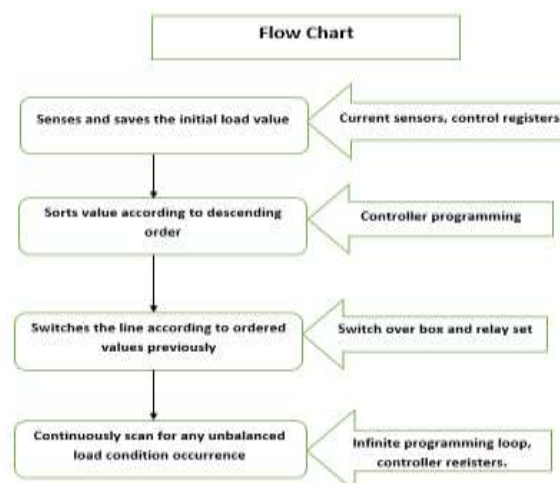 Flow Chart
Senses and saves the initial load value
Current sensors, control registers
Sorts value according to descending
order
Controller programming
Switches the line according to ordered
values previously
Switch over box and relay set
Continuously scan for any unbalanced
load condition occurrence
Infinite programming loop,
controller registers.